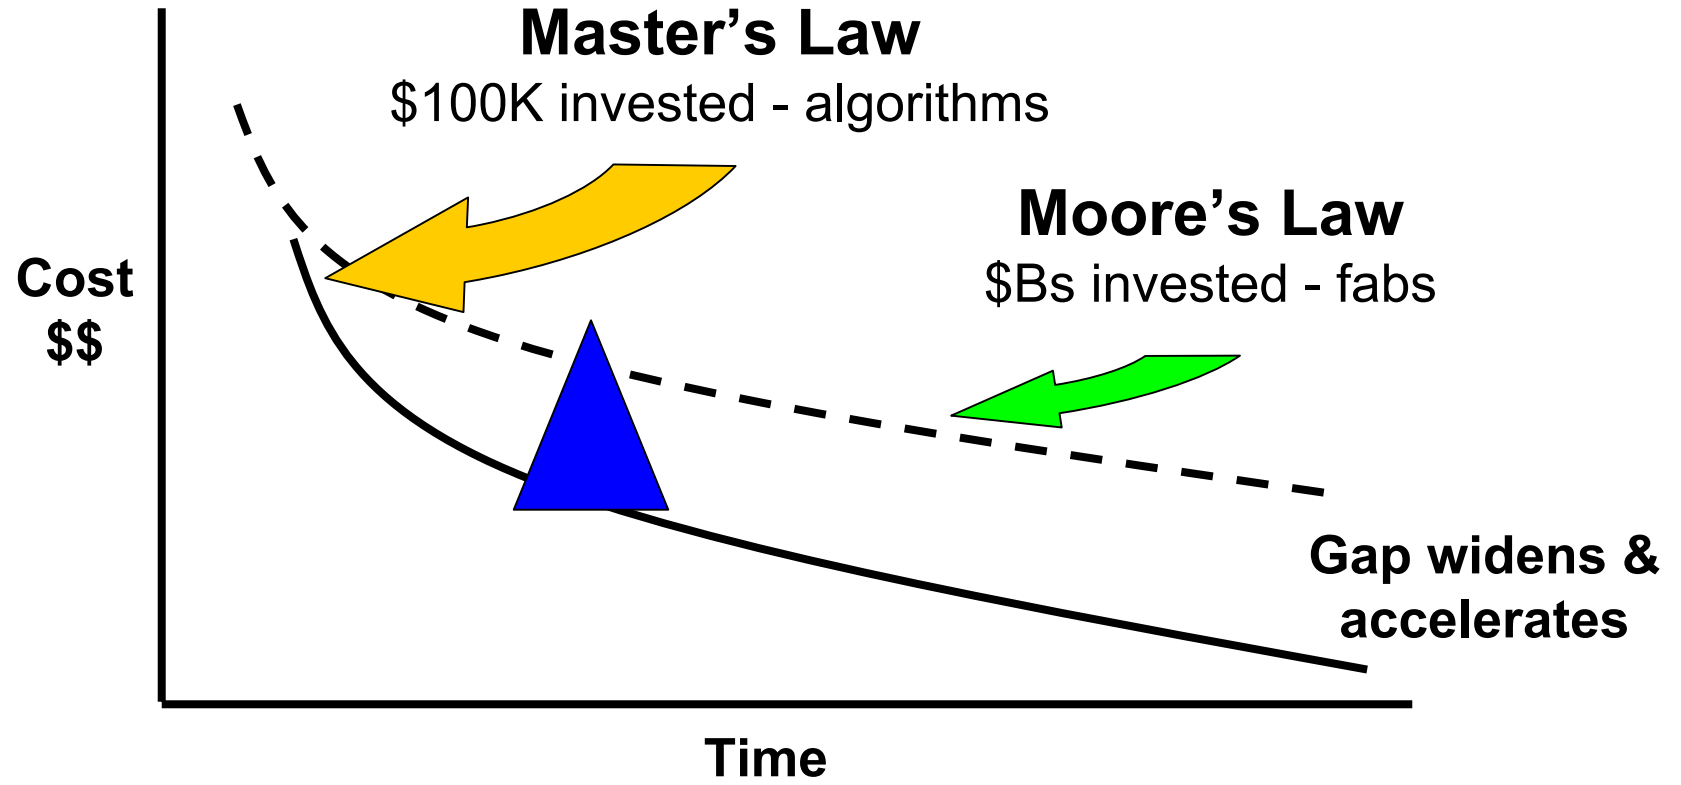 Master’s Law
$100K invested - algorithms
Moore’s Law
$Bs invested - fabs
Cost
$$
Gap widens &
accelerates
Time